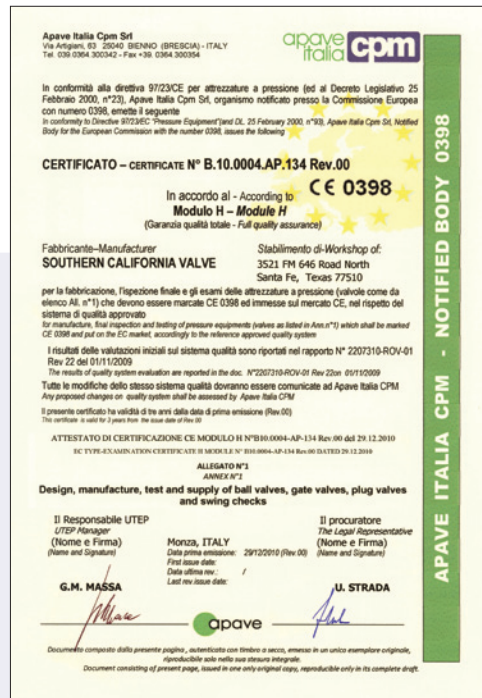 Apave Italia Cpm Srl
Via Artigiani, 63 25040 BIENNO (BRESCIA) - ITALY
Tel. 039.0364.300342 - Fax +39. 0364.300354
apave
italia cpm
In conformità alla direttiva 97/23/CE per attrezzature a pressione (ed al Decreto Legislativo 25
Febbraio 2000, n°23), Apave Italia Cpm Srl, organismo notificato presso la Commissione Europea
con numero 0398, emette il seguente
In conformity to Directive 97/23/EC "Pressure Equipment"(and DL. 25 February 2000, n°93), Apave Italia Cpm Srl, Notified
Body for the European Commission with the number 0398, issues the following
CERTIFICATO – CERTIFICATE N° B.10.0004.AP.134 Rev.00
CE 0398
In accordo al - According to
Modulo H – Module H
(Garanzia qualità totale - Full quality assurance)
Fabbricante–Manufacturer
SOUTHERN CALIFORNIA VALVE
Stabilimento di-Workshop of:
3521 FM 646 Road North
Santa Fe, Texas 77510
per la fabbricazione, l'ispezione finale e gli esami delle attrezzature a pressione (valvole come da
elenco All. n°1) che devono essere marcate CE 0398 ed immesse sul mercato CE, nel rispetto del
sistema di qualità approvato
for manufacture, final inspection and testing of pressure equipments (valves as listed in Ann.n°1) which shall be marked
CE 0398 and put on the EC market, accordingly to the reference approved quality system
I risultati delle valutazioni iniziali sul sistema qualità sono riportati nel rapporto N° 2207310-ROV-01
Rev 22 del 01/11/2009
The results of quality system evaluation are reported in the doc. N°2207310-ROV-01 Rev 22on 01/11/2009
Tutte le modifiche dello stesso sistema qualità dovranno essere comunicate ad Apave Italia CPM
Any proposed changes on quality system shall be assessed by Apave Italia CPM
Il presente certificato ha validità di tre anni dalla data di prima emissione (Rev.00)
This certificate is valid for 3 years from the issue date of Rev 00
ATTESTATO DI CERTIFICAZIONE CE MODULO H N°B10.0004-AP-134 Rev.00 del 29.12.2010
EC TYPE-EXAMINATION CERTIFICATE H MODULE N° B10.0004-AP-134 Rev.00 DATED 29.12.2010
ALLEGATO N°1
ANNEX N°1
Design, manufacture, test and supply of ball valves, gate valves, plug valves
and swing checks
Il Responsabile UTEP
UTEP Manager
(Nome e Firma)
(Name and Signature)
Monza, ITALY
Data prima emissione: 29/12/2010 (Rev.00)
First issue date:
Data ultima rev.: /
Last rev.issue date:
Il procuratore
The Legal Representative
(Nome e Firma)
(Name and Signature)
G.M. MASSA
U. STRADA
apave
Documento composto dalla presente pagina, autenticata con timbro a secco, emesso in un unico esemplare originale,
riproducibile solo nella sua stesura integrale.
Document consisting of present page, issued in one only original copy, reproducible only in its complete draft.
APAVE ITALIA CPM - NOTIFIED BODY 0398